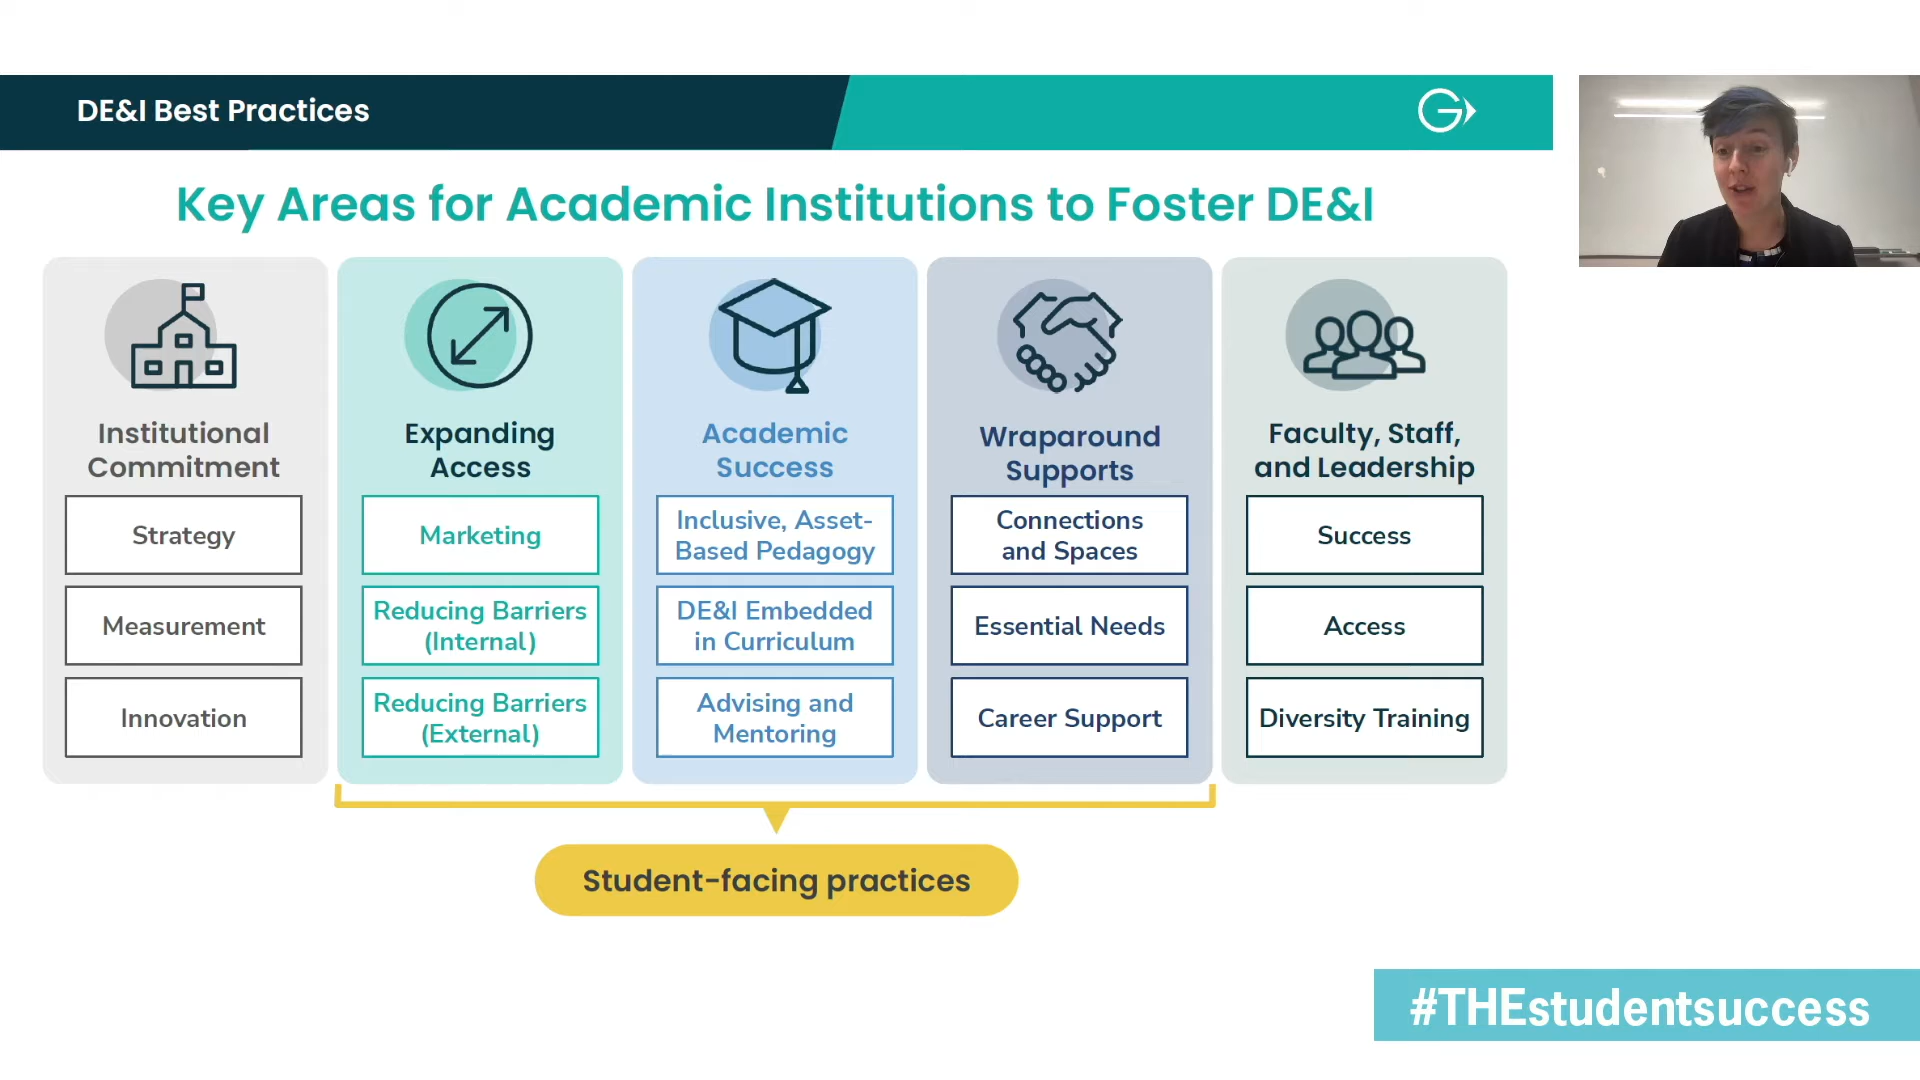 DE&I Best Practices
Key Areas for Academic Institutions to Foster DE&I
Institutional
Commitment
Strategy
Measurement
Innovation
Expanding
Access
Marketing
Reducing Barriers
(Internal)
Reducing Barriers
(External)
Academic
Success
Inclusive, Asset-
Based Pedagogy
DE&I Embedded
in Curriculum
Advising and
Mentoring
Wraparound
Supports
Connections
and Spaces
Essential Needs
Career Support
Faculty, Staff,
and Leadership
Success
Access
Diversity Training
Student-facing practices
#THEstudentsuccess